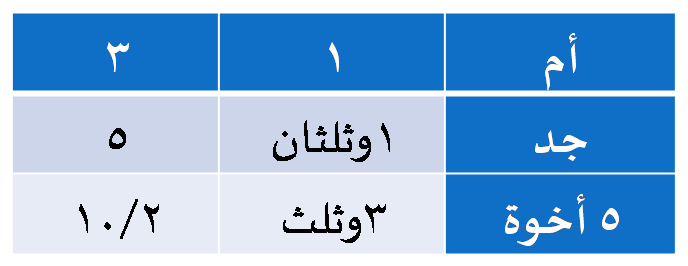 أم ١ ٣
جد ١وثلثان ٥
٥ أخوة ٣وثلث ١٠/٢